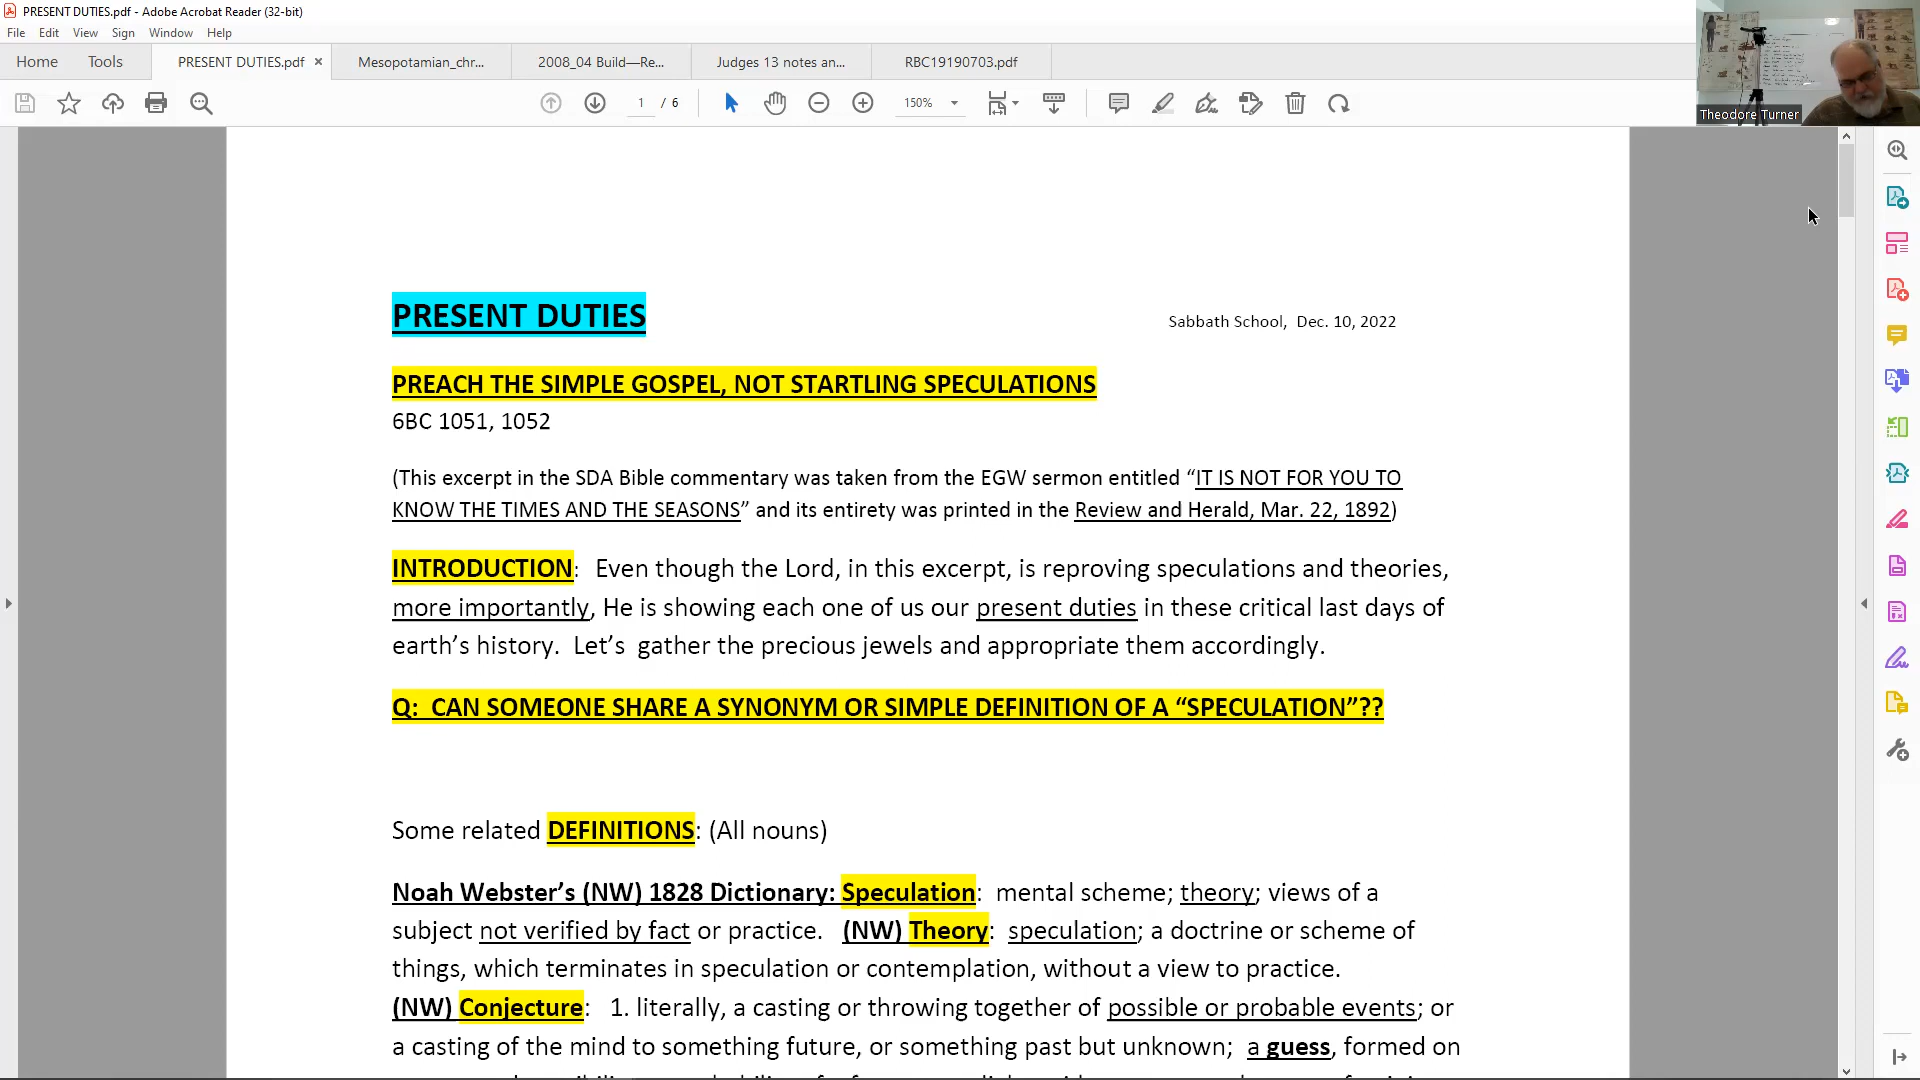 PRESENT DUTIES.pdf - Adobe Acrobat Reader (32-bit)
File Edit View Sign Window Help
Home Tools PRESENT DUTIES.pdf × Mesopotamian_chr... 2008_04 Build—Re... Judges 13 notes an... RBC19190703.pdf
1 / 6 150%
Theodore Turner
PRESENT DUTIES
Sabbath School, Dec. 10, 2022
PREACH THE SIMPLE GOSPEL, NOT STARTLING SPECULATIONS
6BC 1051, 1052
(This excerpt in the SDA Bible commentary was taken from the EGW sermon entitled “IT IS NOT FOR YOU TO
KNOW THE TIMES AND THE SEASONS” and its entirety was printed in the Review and Herald, Mar. 22, 1892)
INTRODUCTION: Even though the Lord, in this excerpt, is reproving speculations and theories,
more importantly, He is showing each one of us our present duties in these critical last days of
earth’s history. Let’s gather the precious jewels and appropriate them accordingly.
Q: CAN SOMEONE SHARE A SYNONYM OR SIMPLE DEFINITION OF A “SPECULATION”??
Some related DEFINITIONS: (All nouns)
Noah Webster’s (NW) 1828 Dictionary: Speculation: mental scheme; theory; views of a
subject not verified by fact or practice. (NW) Theory: speculation; a doctrine or scheme of
things, which terminates in speculation or contemplation, without a view to practice.
(NW) Conjecture: 1. literally, a casting or throwing together of possible or probable events; or
a casting of the mind to something future, or something past but unknown; a guess, formed on